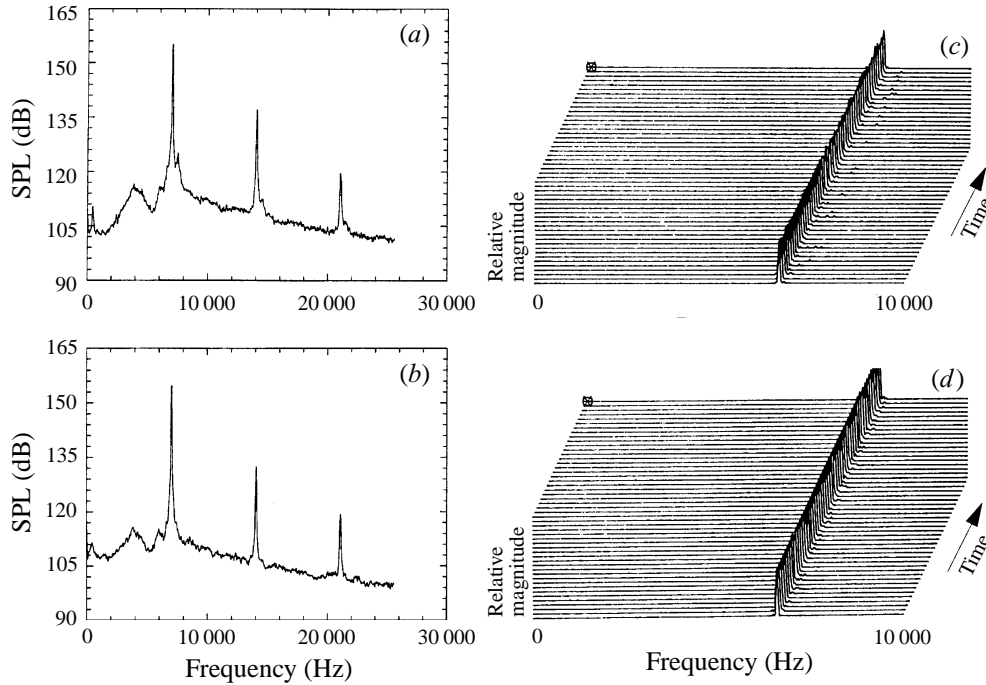 165
150
135
120
105
90
SPL (dB)
(a)
0
10 000
20 000
30 000
(c)
Relative
magnitude
Time
0
10 000
165
150
135
120
105
90
SPL (dB)
(b)
0
10 000
20 000
30 000
Frequency (Hz)
(d)
Relative
magnitude
Time
0
10 000
Frequency (Hz)